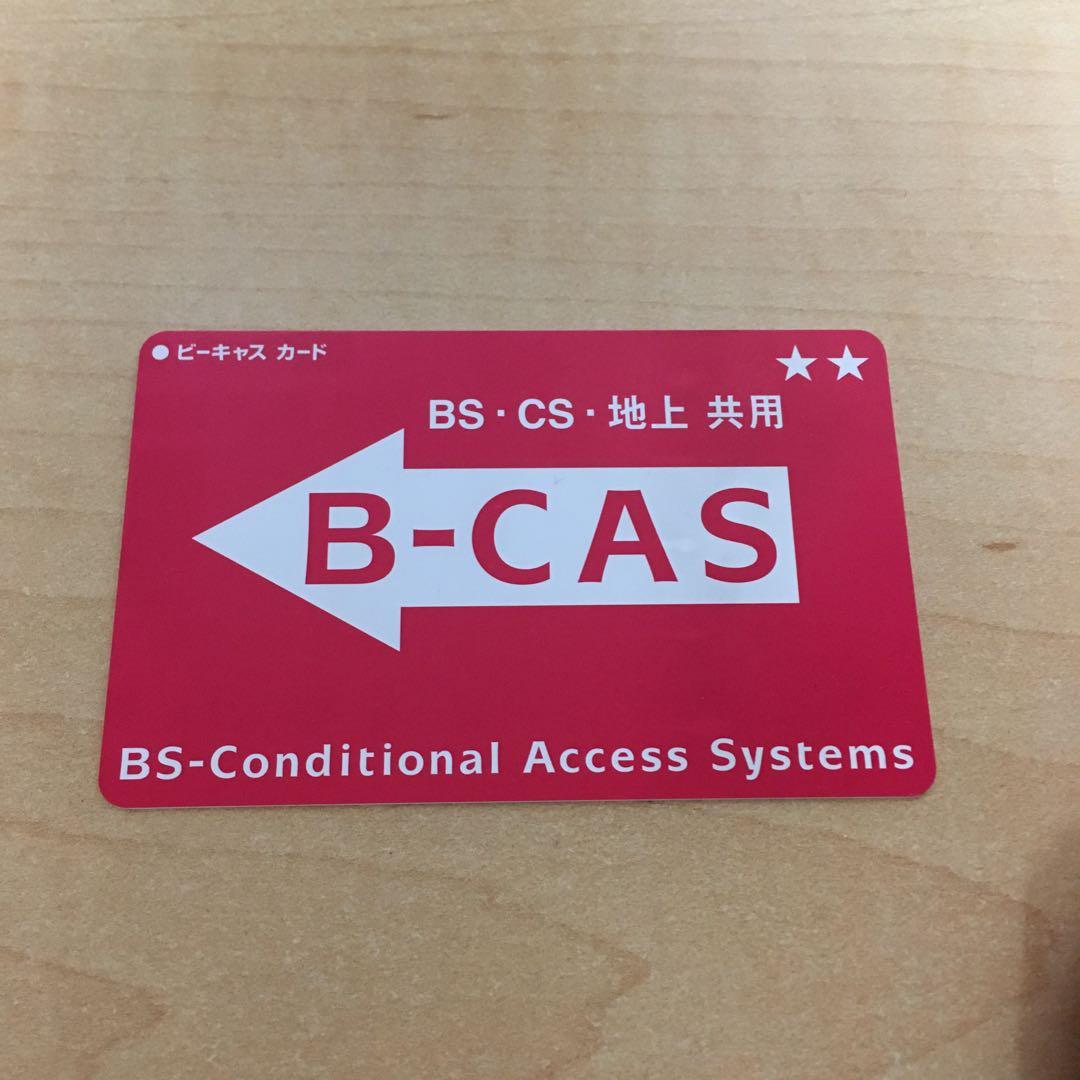 ● ビーキャス カード
★★
BS・CS・地上 共用
B-CAS
BS-Conditional Access Systems